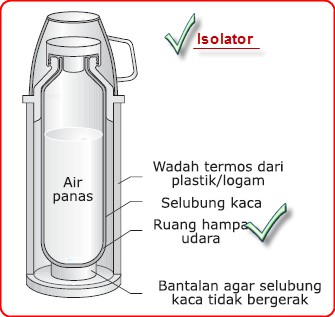 Isolator
Air
panas
Wadah termos dari
plastik/logam
Selubung kaca
Ruang hampa
udara
Bantalan agar selubung
kaca tidak bergerak